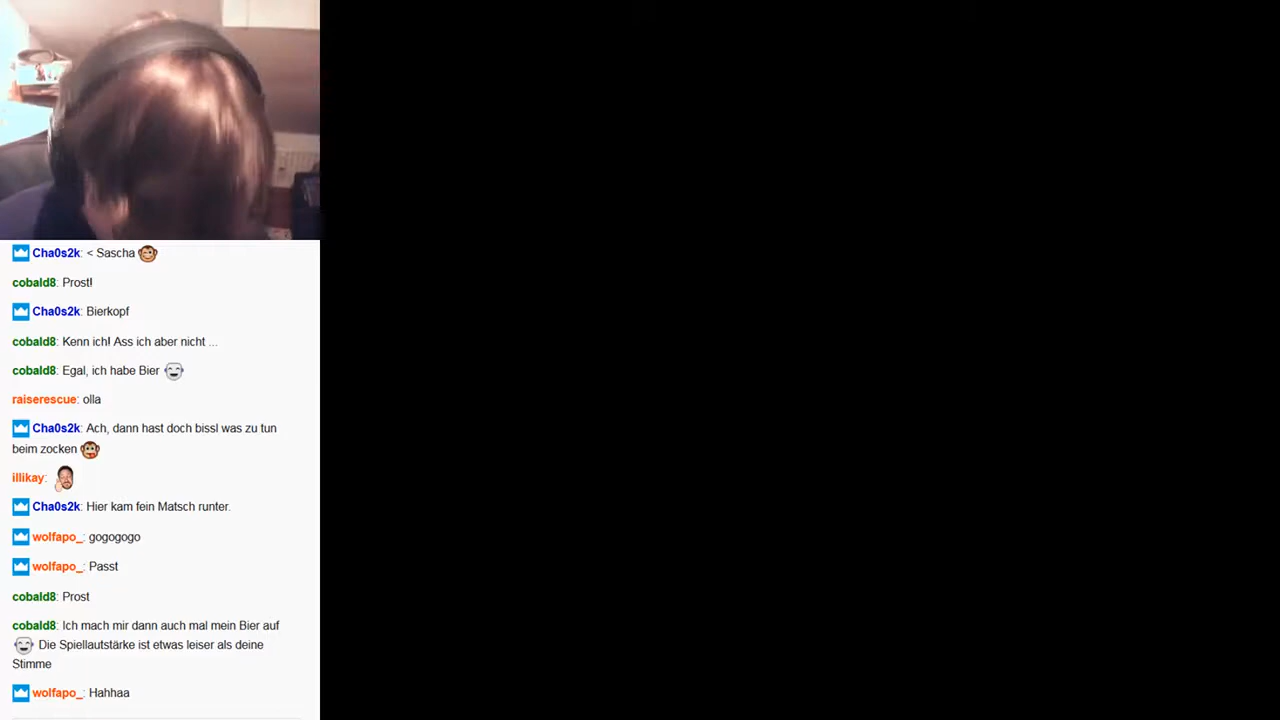 Cha0s2k: < Sascha
cobald8: Prost!
Cha0s2k: Bierkopf
cobald8: Kenn ich! Ass ich aber nicht ...
cobald8: Egal, ich habe Bier
raiserescue: olla
Cha0s2k: Ach, dann hast doch bissl was zu tun
beim zocken
illikay:
Cha0s2k: Hier kam fein Matsch runter.
wolfapo_: gogogogo
wolfapo_: Passt
cobald8: Prost
cobald8: Ich mach mir dann auch mal mein Bier auf
Die Spiellautstärke ist etwas leiser als deine
Stimme
wolfapo_: Hahhaa